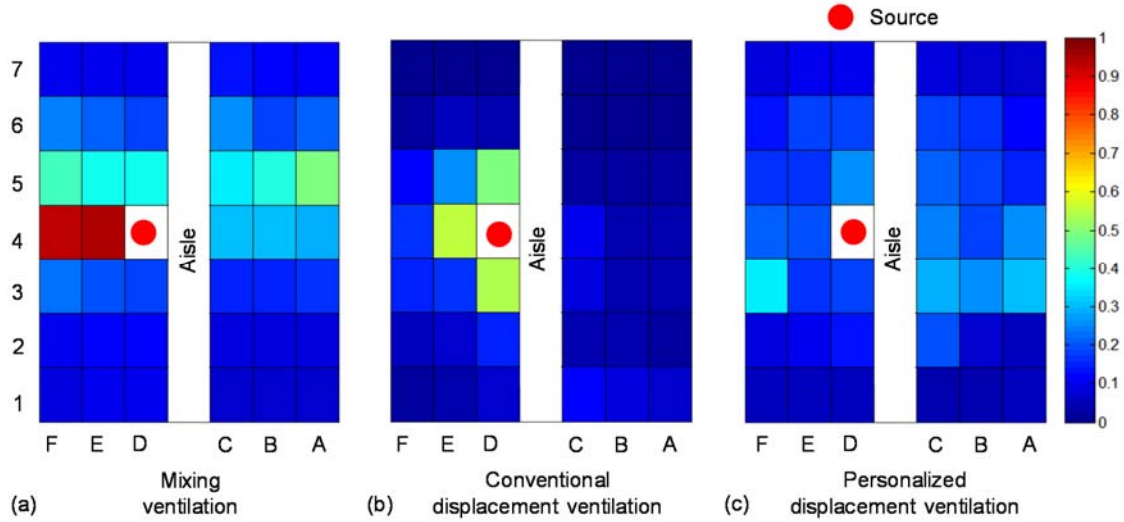 Source
7
6
5
4
3
2
1
Aisle
Aisle
Aisle
1
0.9
0.8
0.7
0.6
0.5
0.4
0.3
0.2
0.1
0
F E D C B A
F E D C B A
F E D C B A
(a) Mixing
ventilation
(b) Conventional
displacement ventilation
(c) Personalized
displacement ventilation